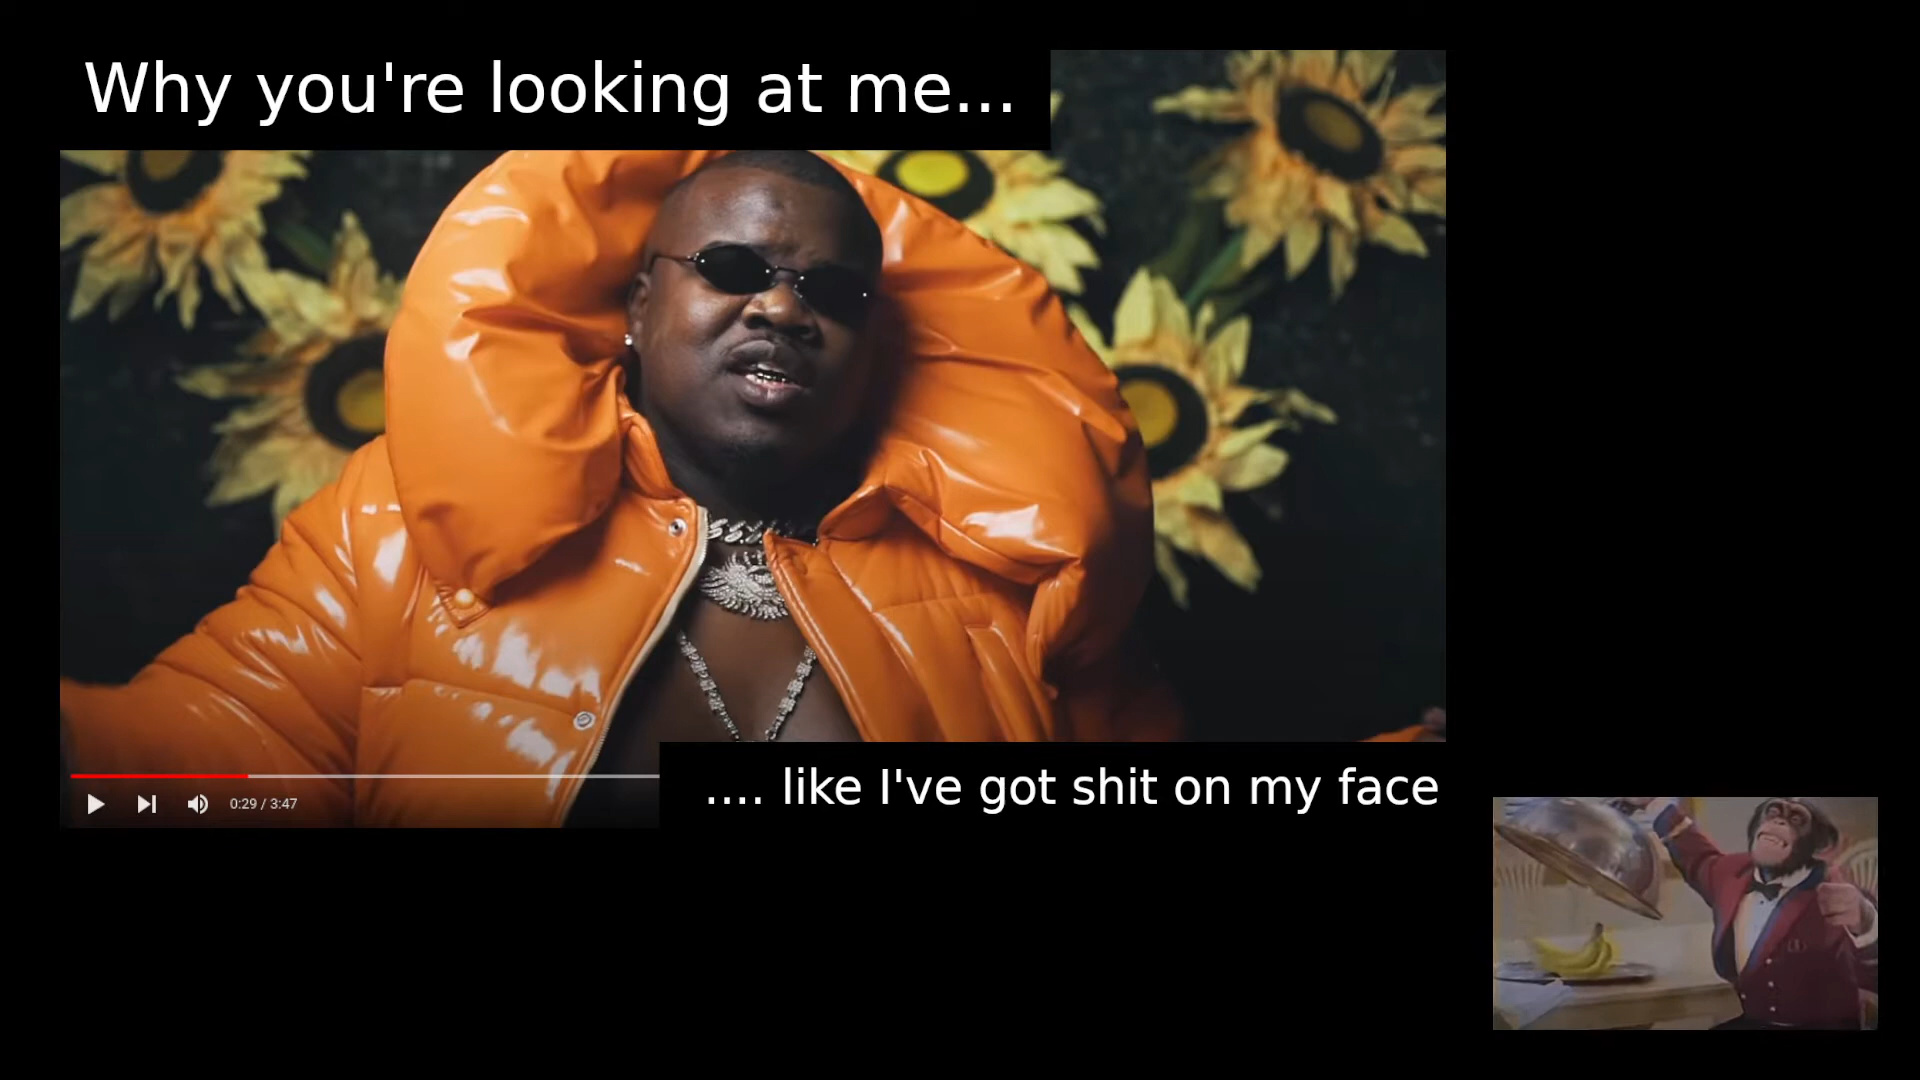 Why you're looking at me...
.... like I've got shit on my face
0:29 / 3:47